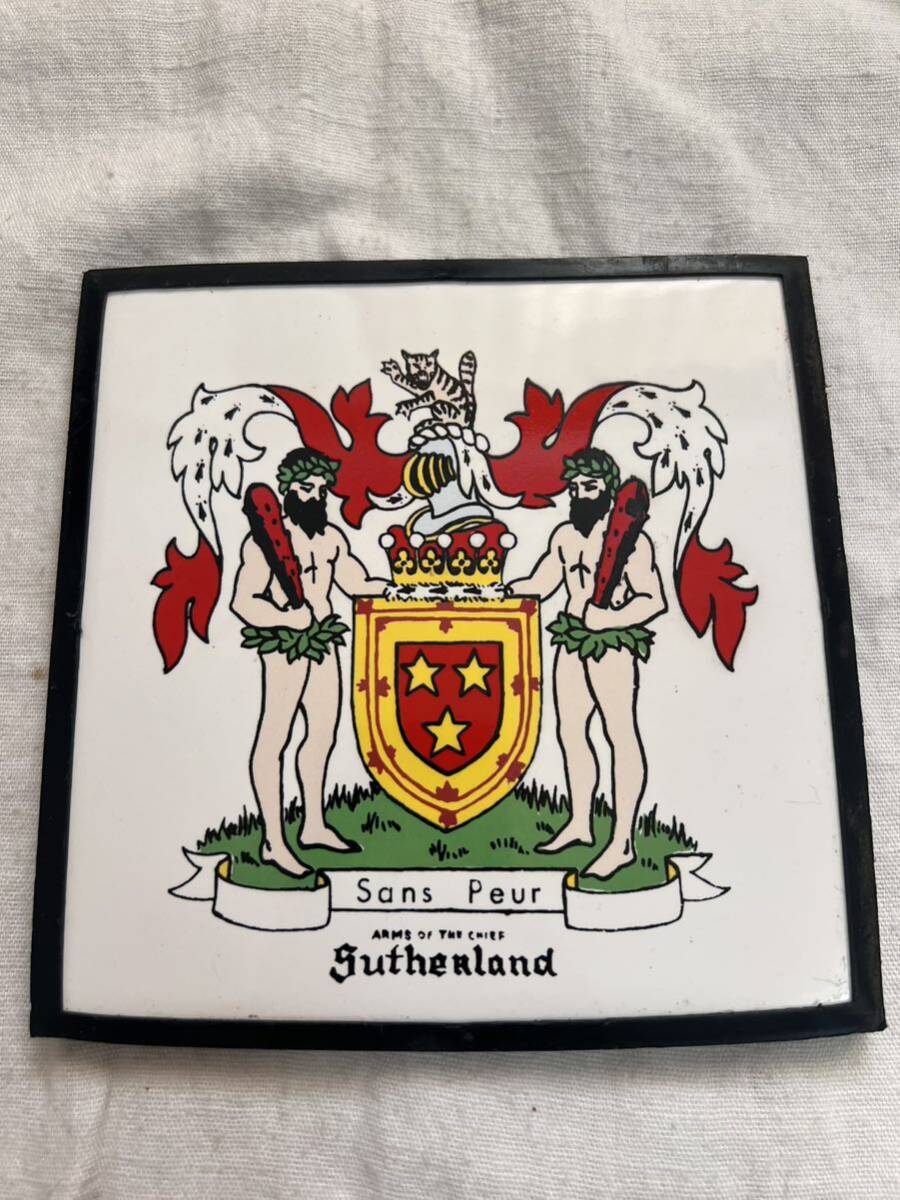 Sans Peur
ARMS OF THE CHIEF
Sutherland